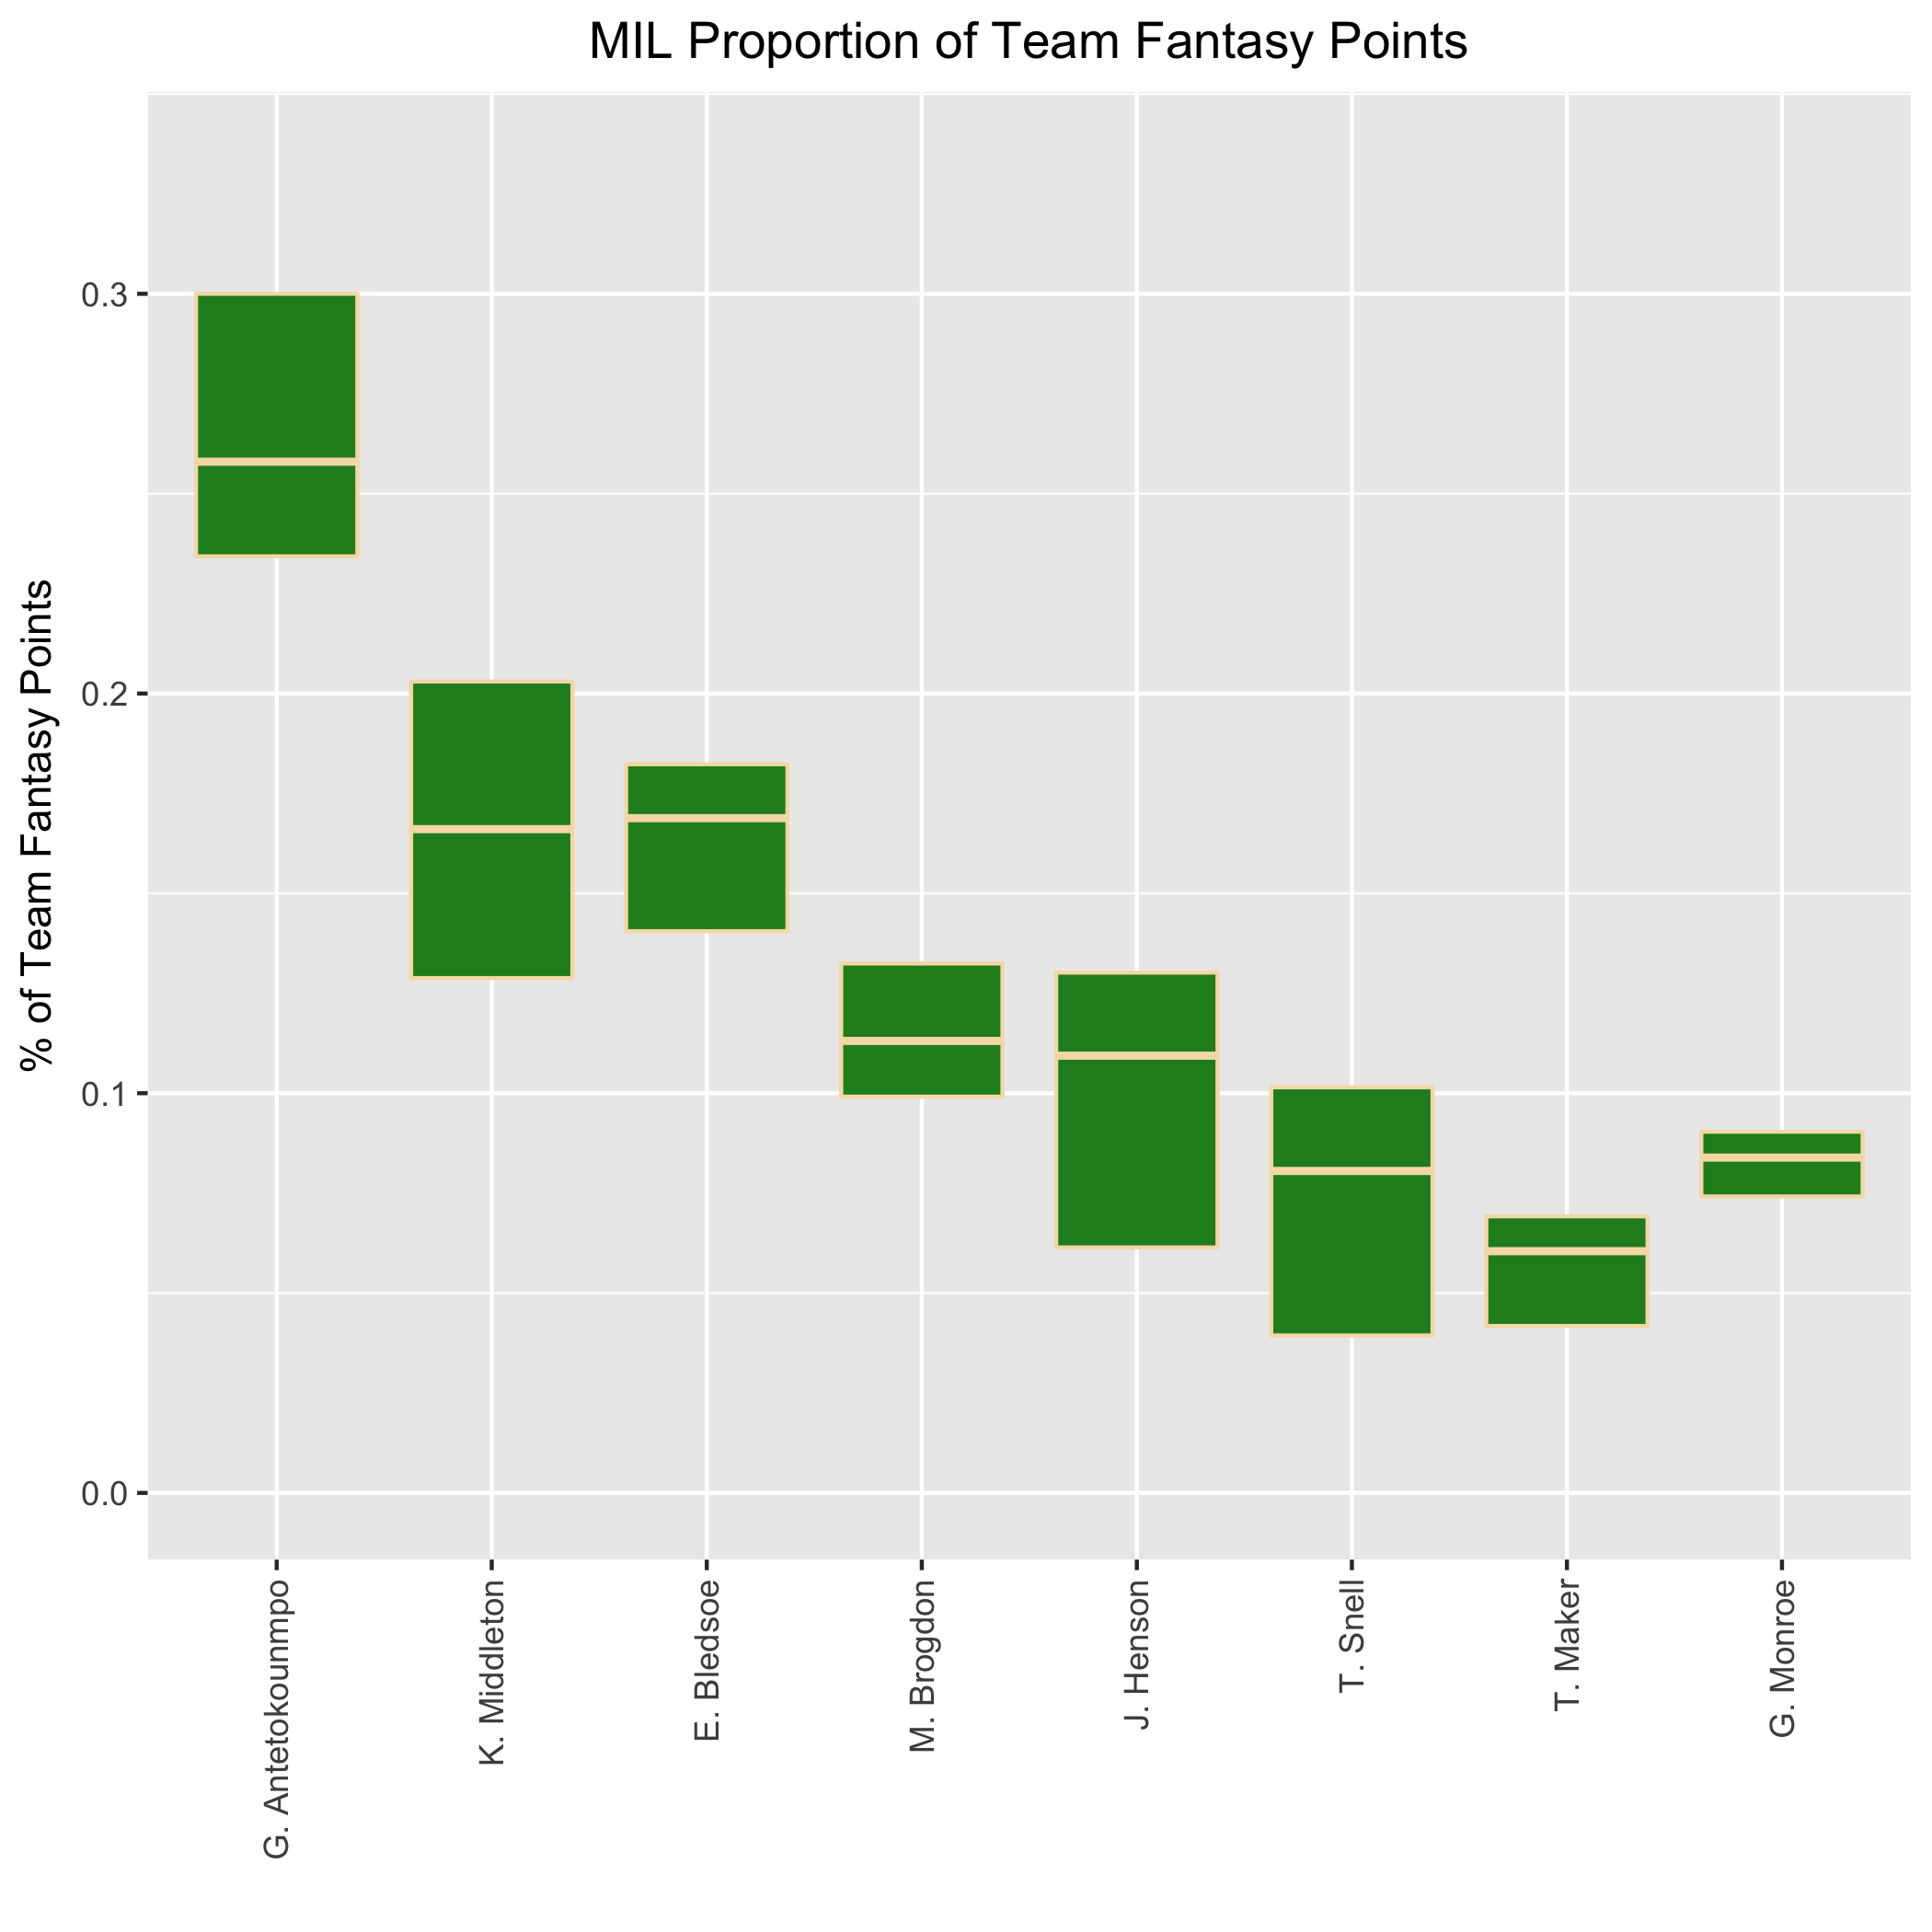 MIL Proportion of Team Fantasy Points
% of Team Fantasy Points
0.3
0.2
0.1
0.0
G. Antetokounmpo
K. Middleton
E. Bledsoe
M. Brogdon
J. Henson
T. Snell
T. Maker
G. Monroe